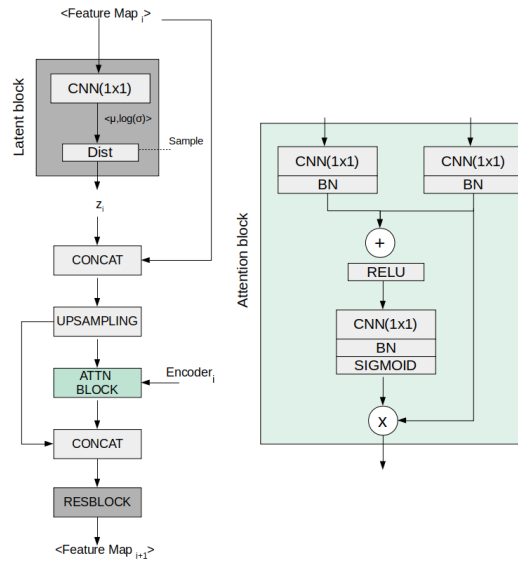 <Feature Map i>
Latent block
CNN(1x1)
<μ,log(σ)>
Dist
Sample
zi
CONCAT
UPSAMPLING
ATTN
BLOCK
Encoderi
CONCAT
RESBLOCK
<Feature Map i+1>
Attention block
CNN(1x1)
BN
CNN(1x1)
BN
+
RELU
CNN(1x1)
BN
SIGMOID
x